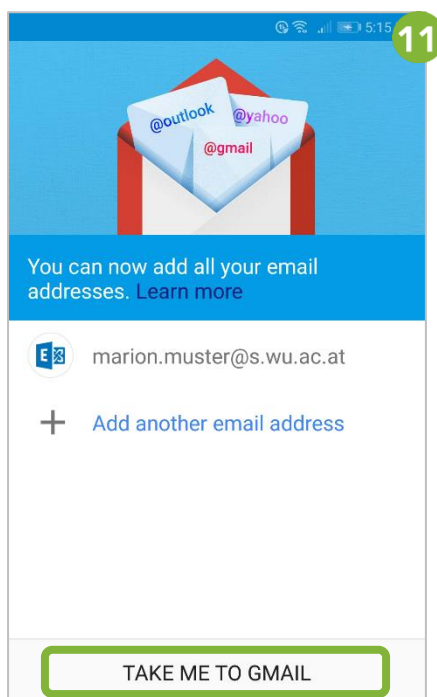 5:15
11
@outlook
@yahoo
@gmail
You can now add all your email
addresses. Learn more
E
marion.muster@s.wu.ac.at
Add another email address
TAKE ME TO GMAIL